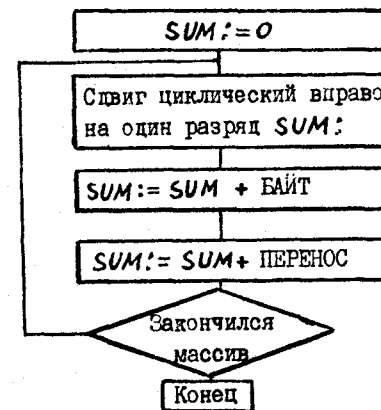 SUM:=0
Сдвиг циклический вправо
на один разряд SUM:
SUM:= SUM + БАЙТ
SUM:= SUM+ ПЕРЕНОС
Закончился
массив
Конец